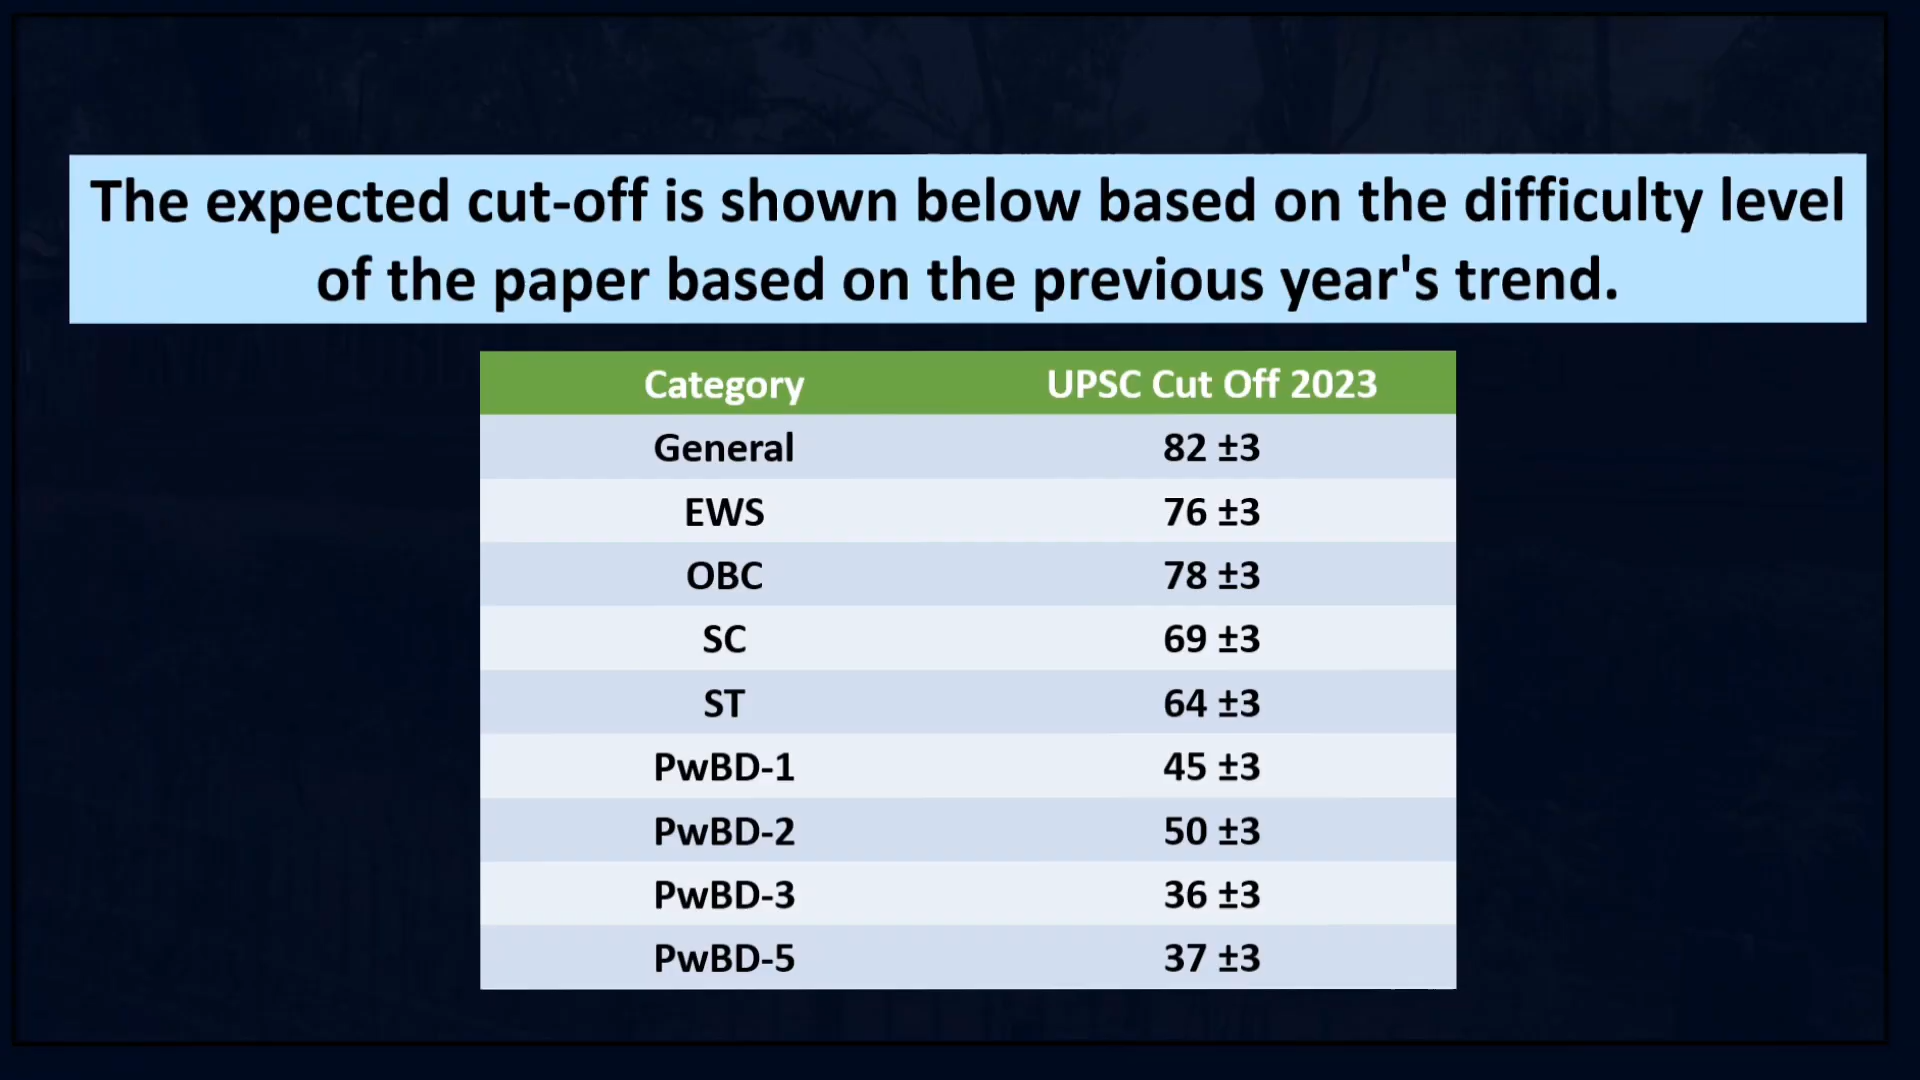 The expected cut-off is shown below based on the difficulty level
of the paper based on the previous year's trend.
Category UPSC Cut Off 2023
General 82 ±3
EWS 76 ±3
OBC 78 ±3
SC 69 ±3
ST 64 ±3
PwBD-1 45 ±3
PwBD-2 50 ±3
PwBD-3 36 ±3
PwBD-5 37 ±3